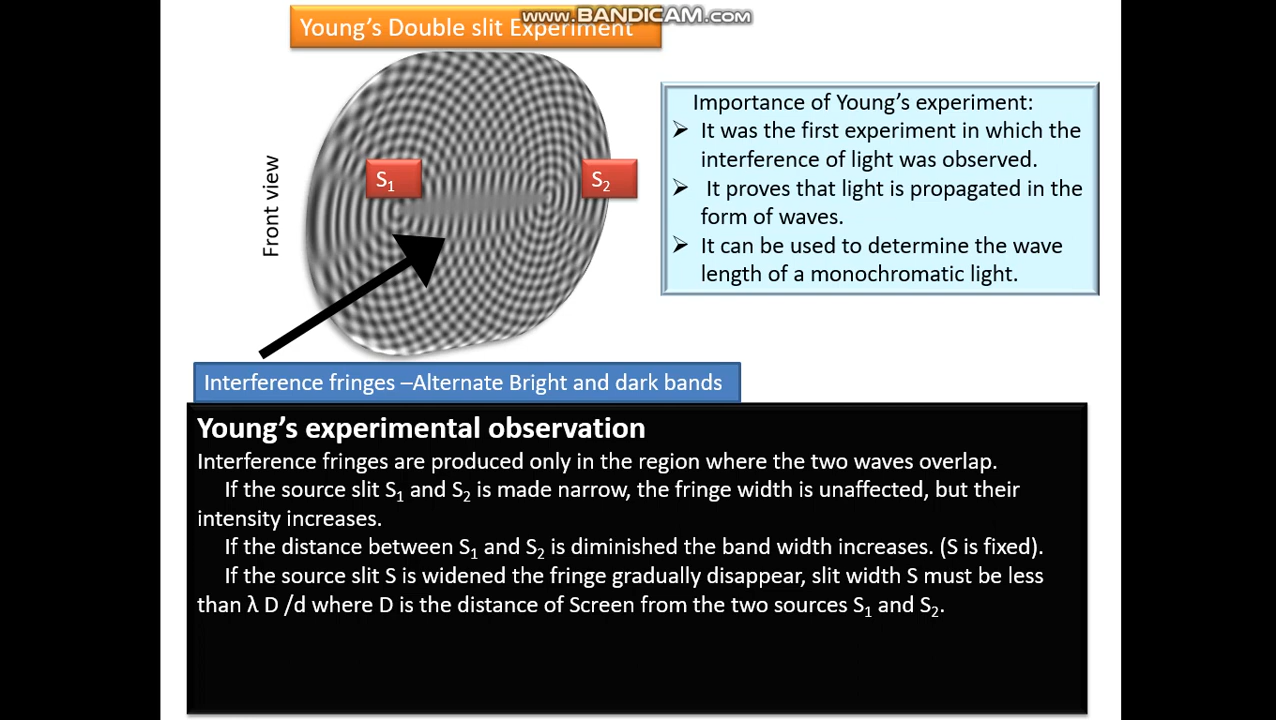 www.BANDICAM.com
Young’s Double slit Experiment
Front view
S1
S2
Importance of Young’s experiment:
➢ It was the first experiment in which the
interference of light was observed.
➢ It proves that light is propagated in the
form of waves.
➢ It can be used to determine the wave
length of a monochromatic light.
Interference fringes –Alternate Bright and dark bands
Young’s experimental observation
Interference fringes are produced only in the region where the two waves overlap.
If the source slit S1 and S2 is made narrow, the fringe width is unaffected, but their
intensity increases.
If the distance between S1 and S2 is diminished the band width increases. (S is fixed).
If the source slit S is widened the fringe gradually disappear, slit width S must be less
than λ D /d where D is the distance of Screen from the two sources S1 and S2.